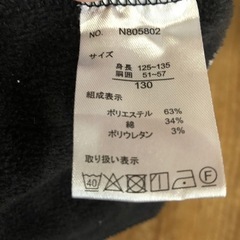 NO. N805802
サイズ
身長 125~135
胴囲 51~57
130
組成表示
ポリエステル 63%
綿 34%
ポリウレタン 3%
取り扱い表示
40 F